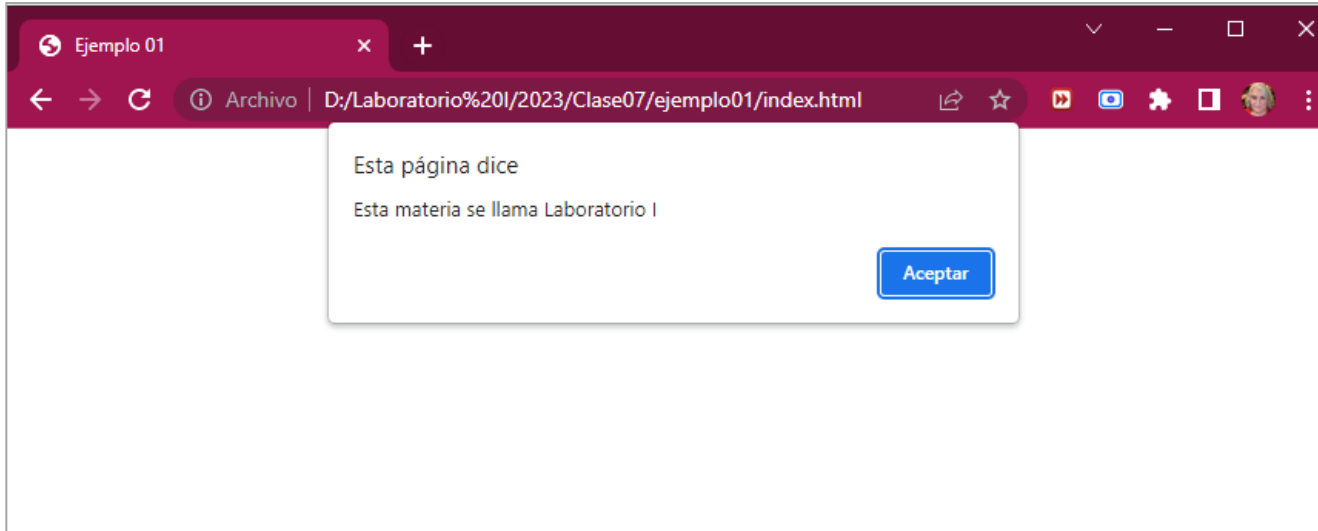 Ejemplo 01
Archivo D:/Laboratorio%20I/2023/Clase07/ejemplo01/index.html
Esta página dice
Esta materia se llama Laboratorio I
Aceptar